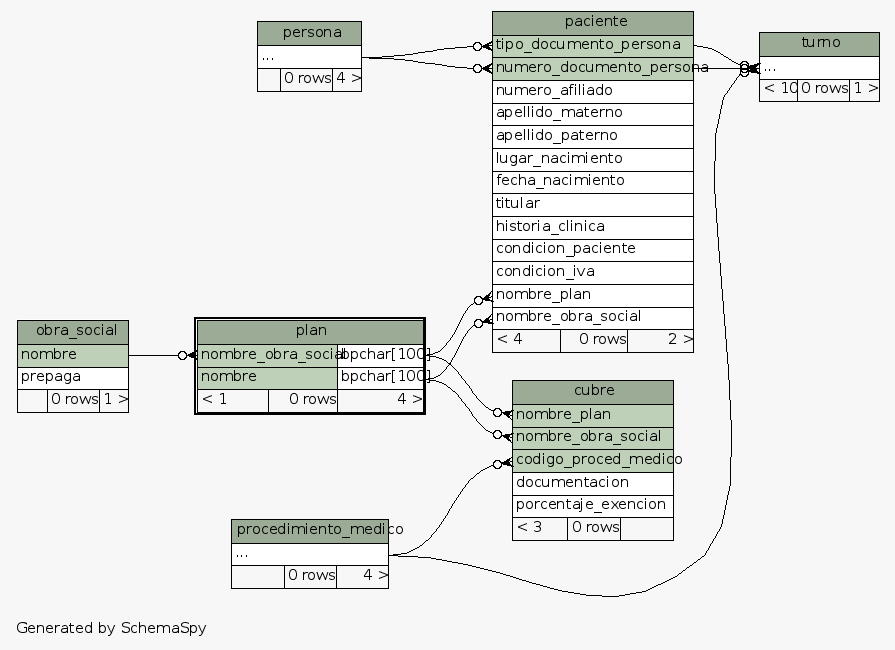 persona
...
0 rows 4 >
paciente
tipo_documento_persona
numero_documento_persona
numero_afiliado
apellido_materno
apellido_paterno
lugar_nacimiento
fecha_nacimiento
titular
historia_clinica
condicion_paciente
condicion_iva
nombre_plan
nombre_obra_social
< 4 0 rows 2 >
turno
...
< 10 0 rows 1 >
obra_social
nombre
prepaga
0 rows 1 >
plan
nombre_obra_social bpchar[100]
nombre bpchar[100]
< 1 0 rows 4 >
cubre
nombre_plan
nombre_obra_social
codigo_proced_medico
documentacion
porcentaje_exencion
< 3 0 rows
procedimiento_medico
...
0 rows 4 >
Generated by SchemaSpy